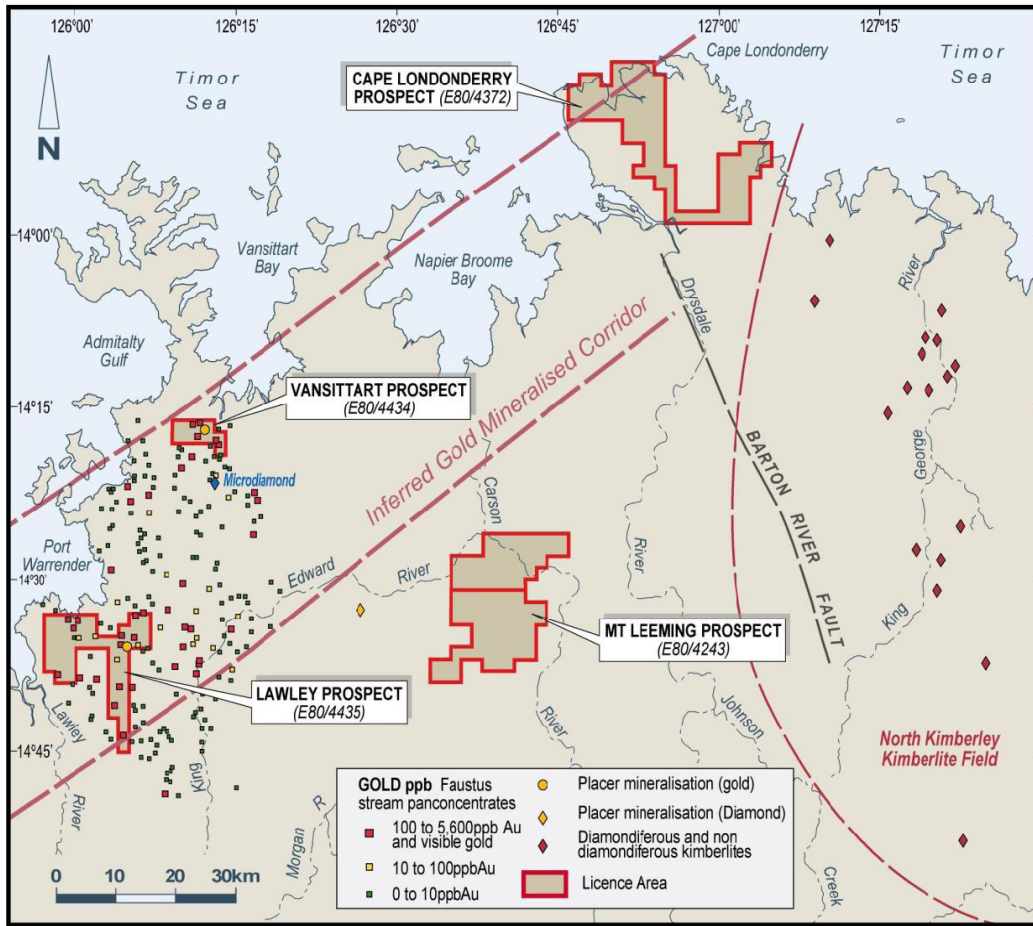 126°00'
126°15'
126°30'
126°45'
127°00'
127°15'
Timor
Sea
CAPE LONDONDERRY
PROSPECT (E80/4372)
Cape Londonderry
Timor
Sea
N
14°00'
Vansittart
Bay
Napier Broome
Bay
Drysdale
River
Admitalty
Gulf
Inferred Gold Mineralised Corridor
14°15'
VANSITTART PROSPECT
(E80/4434)
BARTON RIVER FAULT
George
Microdiamond
Carson
Port
Warrender
14°30'
Edward
River
River
River
King
MT LEEMING PROSPECT
(E80/4243)
LAWLEY PROSPECT
(E80/4435)
Lawley
River
King
River
Johnson
Creek
North Kimberley
Kimberlite Field
14°45'
Morgan
R
GOLD ppb Faustus
stream panconcentrates
100 to 5,600ppb Au
and visible gold
10 to 100ppbAu
0 to 10ppbAu
Placer mineralisation (gold)
Placer mineralisation (Diamond)
Diamondiferous and non
diamondiferous kimberlites
Licence Area
0 10 20 30km